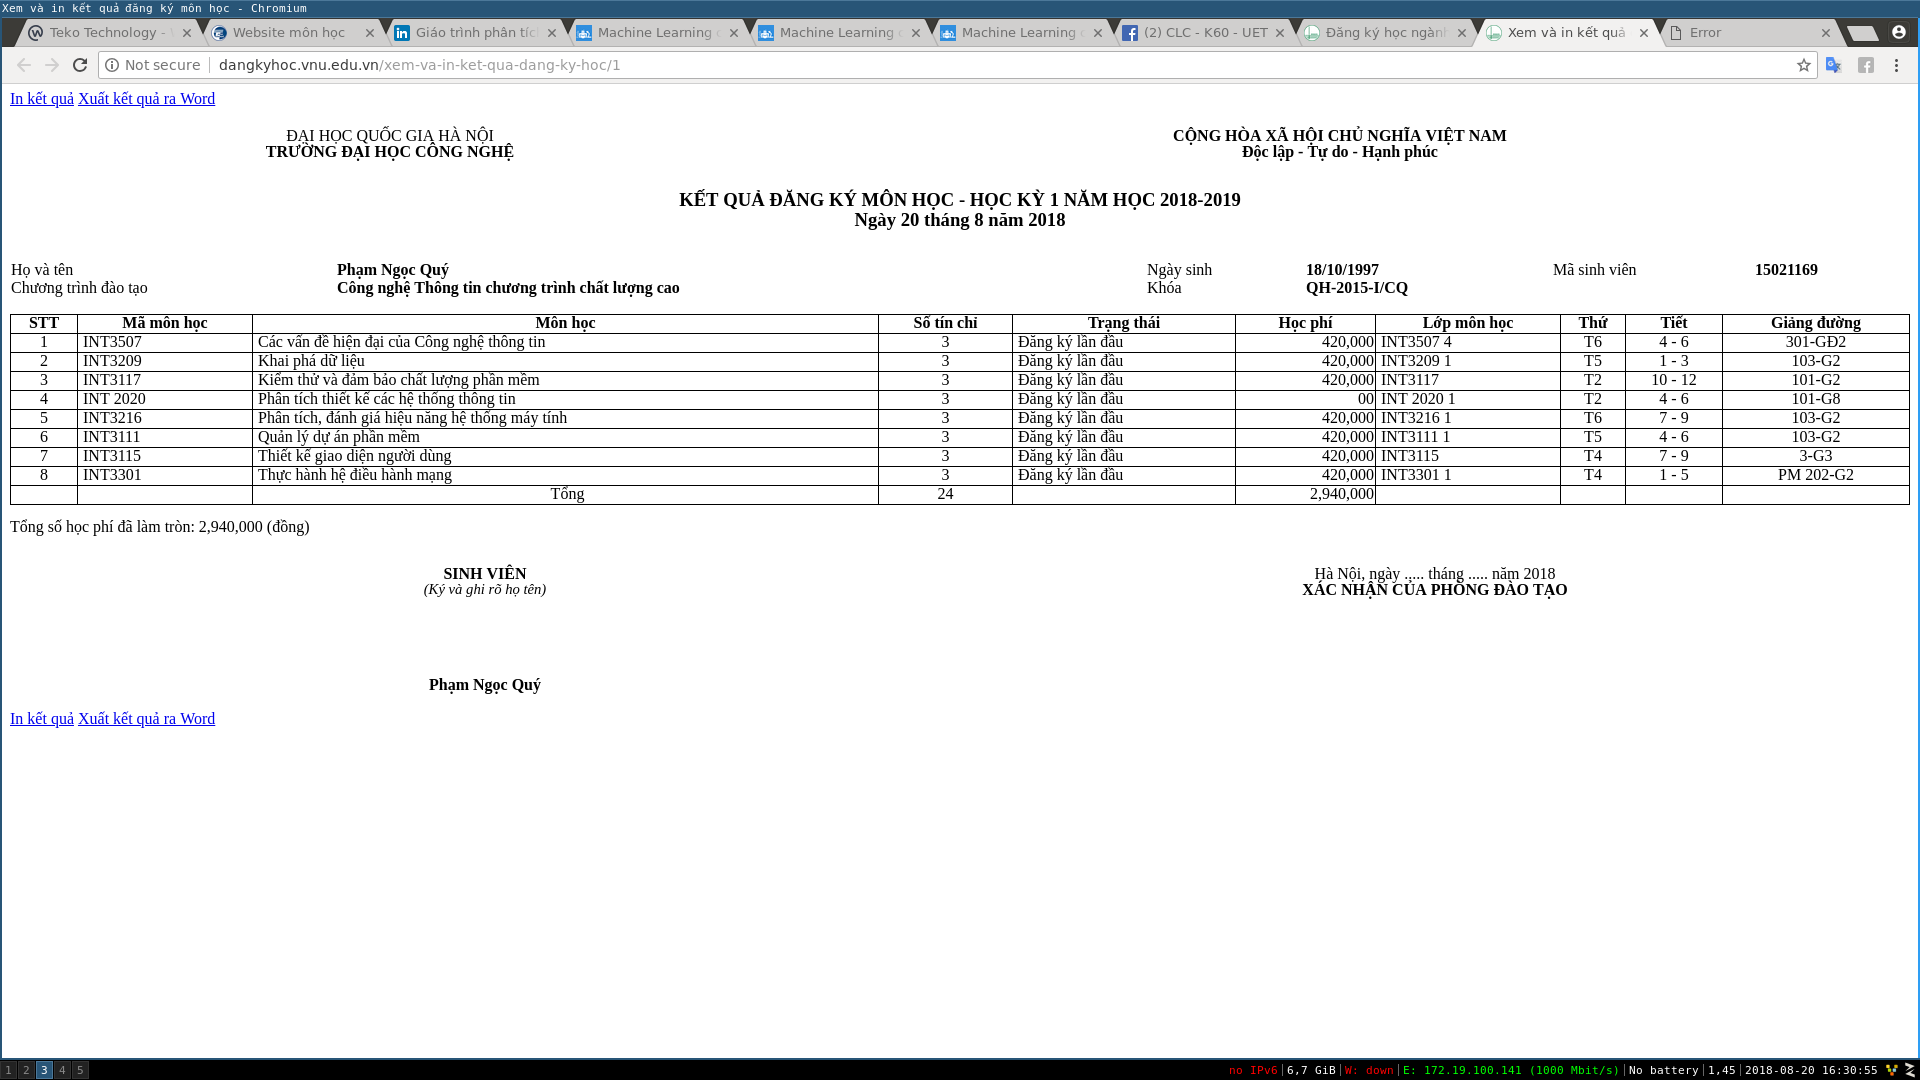 Xem và in kết quả đăng ký môn học - Chromium
Teko Technology - Website môn học Giáo trình phân tíc Machine Learning Machine Learning Machine Learning (2) CLC - K60 - UET Đăng ký học ngành Xem và in kết quả Error
Not secure dangkyhoc.vnu.edu.vn/xem-va-in-ket-qua-dang-ky-hoc/1
In kết quả Xuất kết quả ra Word
ĐẠI HỌC QUỐC GIA HÀ NỘI CỘNG HÒA XÃ HỘI CHỦ NGHĨA VIỆT NAM
TRƯỜNG ĐẠI HỌC CÔNG NGHỆ Độc lập - Tự do - Hạnh phúc
KẾT QUẢ ĐĂNG KÝ MÔN HỌC - HỌC KỲ 1 NĂM HỌC 2018-2019
Ngày 20 tháng 8 năm 2018
Họ và tên Phạm Ngọc Quý Ngày sinh 18/10/1997 Mã sinh viên 15021169
Chương trình đào tạo Công nghệ Thông tin chương trình chất lượng cao Khóa QH-2015-I/CQ
STT Mã môn học Môn học Số tín chỉ Trạng thái Học phí Lớp môn học Thứ Tiết Giảng đường
1 INT3507 Các vấn đề hiện đại của Công nghệ thông tin 3 Đăng ký lần đầu 420,000 INT3507 4 T6 4 - 6 301-GĐ2
2 INT3209 Khai phá dữ liệu 3 Đăng ký lần đầu 420,000 INT3209 1 T5 1 - 3 103-G2
3 INT3117 Kiểm thử và đảm bảo chất lượng phần mềm 3 Đăng ký lần đầu 420,000 INT3117 T2 10 - 12 101-G2
4 INT 2020 Phân tích thiết kế các hệ thống thông tin 3 Đăng ký lần đầu 00 INT 2020 1 T2 4 - 6 101-G8
5 INT3216 Phân tích, đánh giá hiệu năng hệ thống máy tính 3 Đăng ký lần đầu 420,000 INT3216 1 T6 7 - 9 103-G2
6 INT3111 Quản lý dự án phần mềm 3 Đăng ký lần đầu 420,000 INT3111 1 T5 4 - 6 103-G2
7 INT3115 Thiết kế giao diện người dùng 3 Đăng ký lần đầu 420,000 INT3115 T4 7 - 9 3-G3
8 INT3301 Thực hành hệ điều hành mạng 3 Đăng ký lần đầu 420,000 INT3301 1 T4 1 - 5 PM 202-G2
Tổng 24 2,940,000
Tổng số học phí đã làm tròn: 2,940,000 (đồng)
SINH VIÊN Hà Nội, ngày ..... tháng ..... năm 2018
(Ký và ghi rõ họ tên) XÁC NHẬN CỦA PHÒNG ĐÀO TẠO
Phạm Ngọc Quý
In kết quả Xuất kết quả ra Word
1 2 3 4 5 no IPv6|6,7 GiB|W: down|E: 172.19.100.141 (1000 Mbit/s)|No battery|1,45|2018-08-20 16:30:55